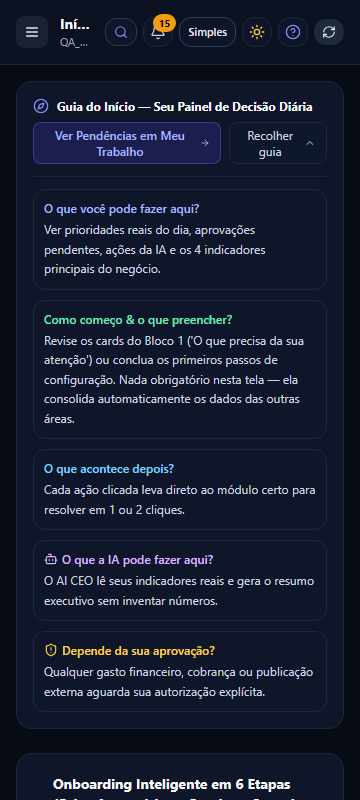 Iní...
QA_...
15
Simples
Guia do Início — Seu Painel de Decisão Diária
Ver Pendências em Meu
Trabalho
Recolher
guia
O que você pode fazer aqui?
Ver prioridades reais do dia, aprovações
pendentes, ações da IA e os 4 indicadores
principais do negócio.
Como começo & o que preencher?
Revise os cards do Bloco 1 ('O que precisa da sua
atenção') ou conclua os primeiros passos de
configuração. Nada obrigatório nesta tela — ela
consolida automaticamente os dados das outras
áreas.
O que acontece depois?
Cada ação clicada leva direto ao módulo certo para
resolver em 1 ou 2 cliques.
O que a IA pode fazer aqui?
O AI CEO lê seus indicadores reais e gera o resumo
executivo sem inventar números.
Depende da sua aprovação?
Qualquer gasto financeiro, cobrança ou publicação
externa aguarda sua autorização explícita.
Onboarding Inteligente em 6 Etapas